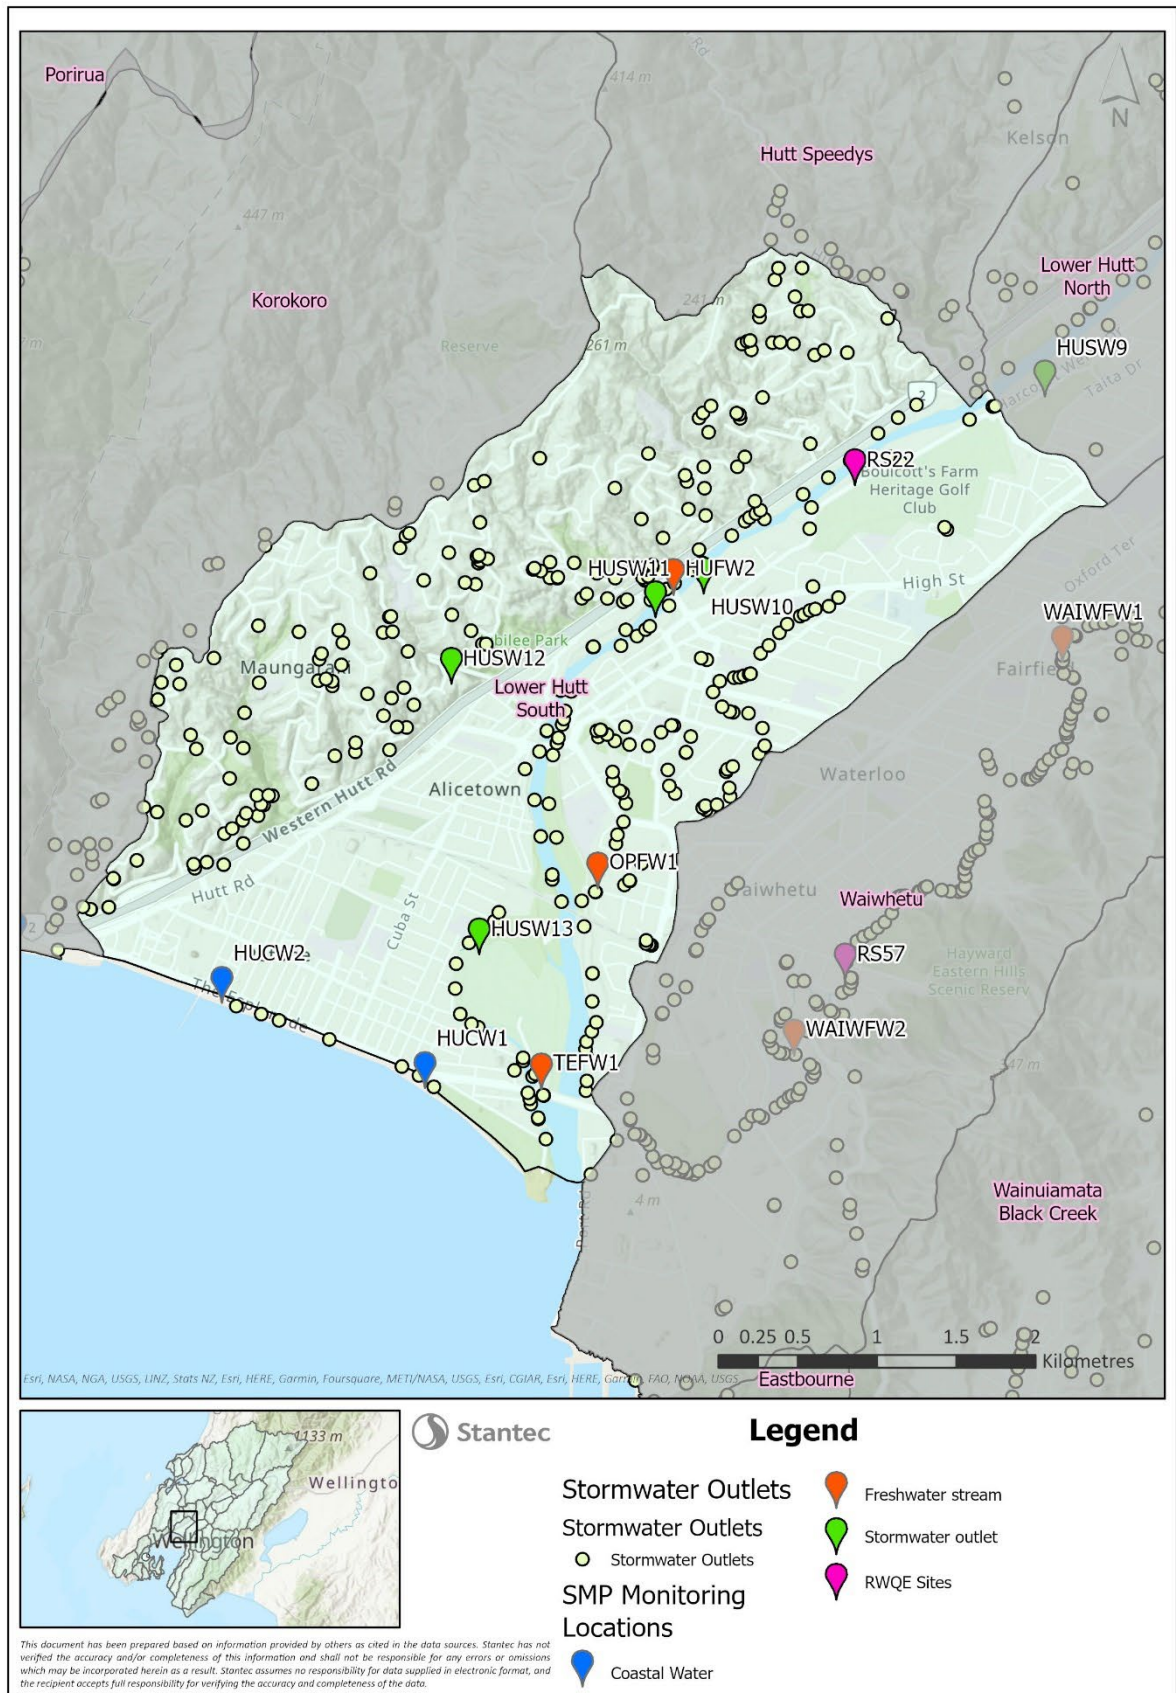 Porirua
414 m
N
Kelson
Hutt Speedys
447 m
Lower Hutt
North
Korokoro
241 m
Reserve
261 m
HUSW9
Taita Dr
2
RS22
Boulcott's Farm
Heritage Golf
Club
Oxford Ter
HUSW11
HUFW2
High St
HUSW10
WAIWFW1
Fairfield
bilee Park
HUSW12
Lower Hutt
South
Waterloo
Western Hutt Rd
Alicetown
OPFW1
aiwhetu
Waiwhetu
Hutt Rd
Cuba St
HUSW13
2
RS57
Hayward
Eastern Hills
Scenic Reserv
HUCW2
WAIWFW2
HUCW1
TEFW1
347 m
Wainuiamata
Black Creek
4 m
0 0.25 0.5 1 1.5 2
Kilometres
Esri, NASA, NGA, USGS, LINZ, Stats NZ, Esri, HERE, Garmin, Foursquare, METI/NASA, USGS, Esri, CGIAR, Esri, HERE, Garmin, FAO, NOAA, USGS
Eastbourne
1133 m
Wellingto
Wellington
Stantec
Legend
Stormwater Outlets
Stormwater Outlets
Stormwater Outlets
SMP Monitoring
Locations
Coastal Water
Freshwater stream
Stormwater outlet
RWQE Sites
This document has been prepared based on information provided by others as cited in the data sources. Stantec has not
verified the accuracy and/or completeness of this information and shall not be responsible for any errors or omissions
which may be incorporated herein as a result. Stantec assumes no responsibility for data supplied in electronic format, and
the recipient accepts full responsibility for verifying the accuracy and completeness of the data.